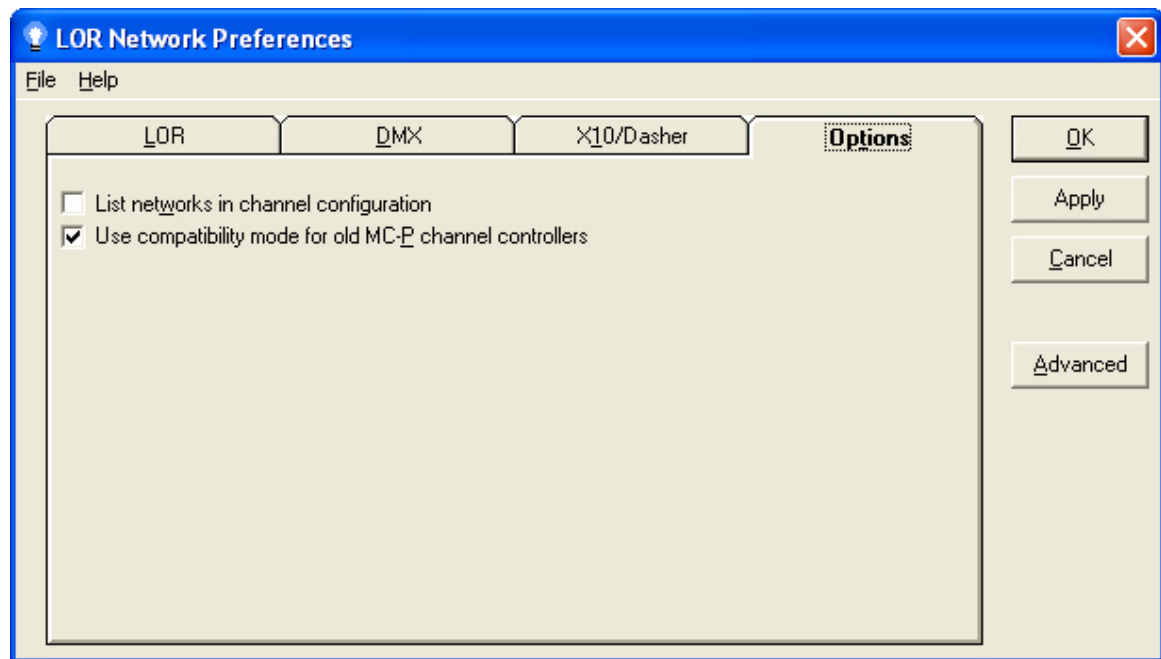 LOR Network Preferences
File Help
LOR DMX X10/Dasher Options
List networks in channel configuration
Use compatibility mode for old MC-P channel controllers
OK
Apply
Cancel
Advanced